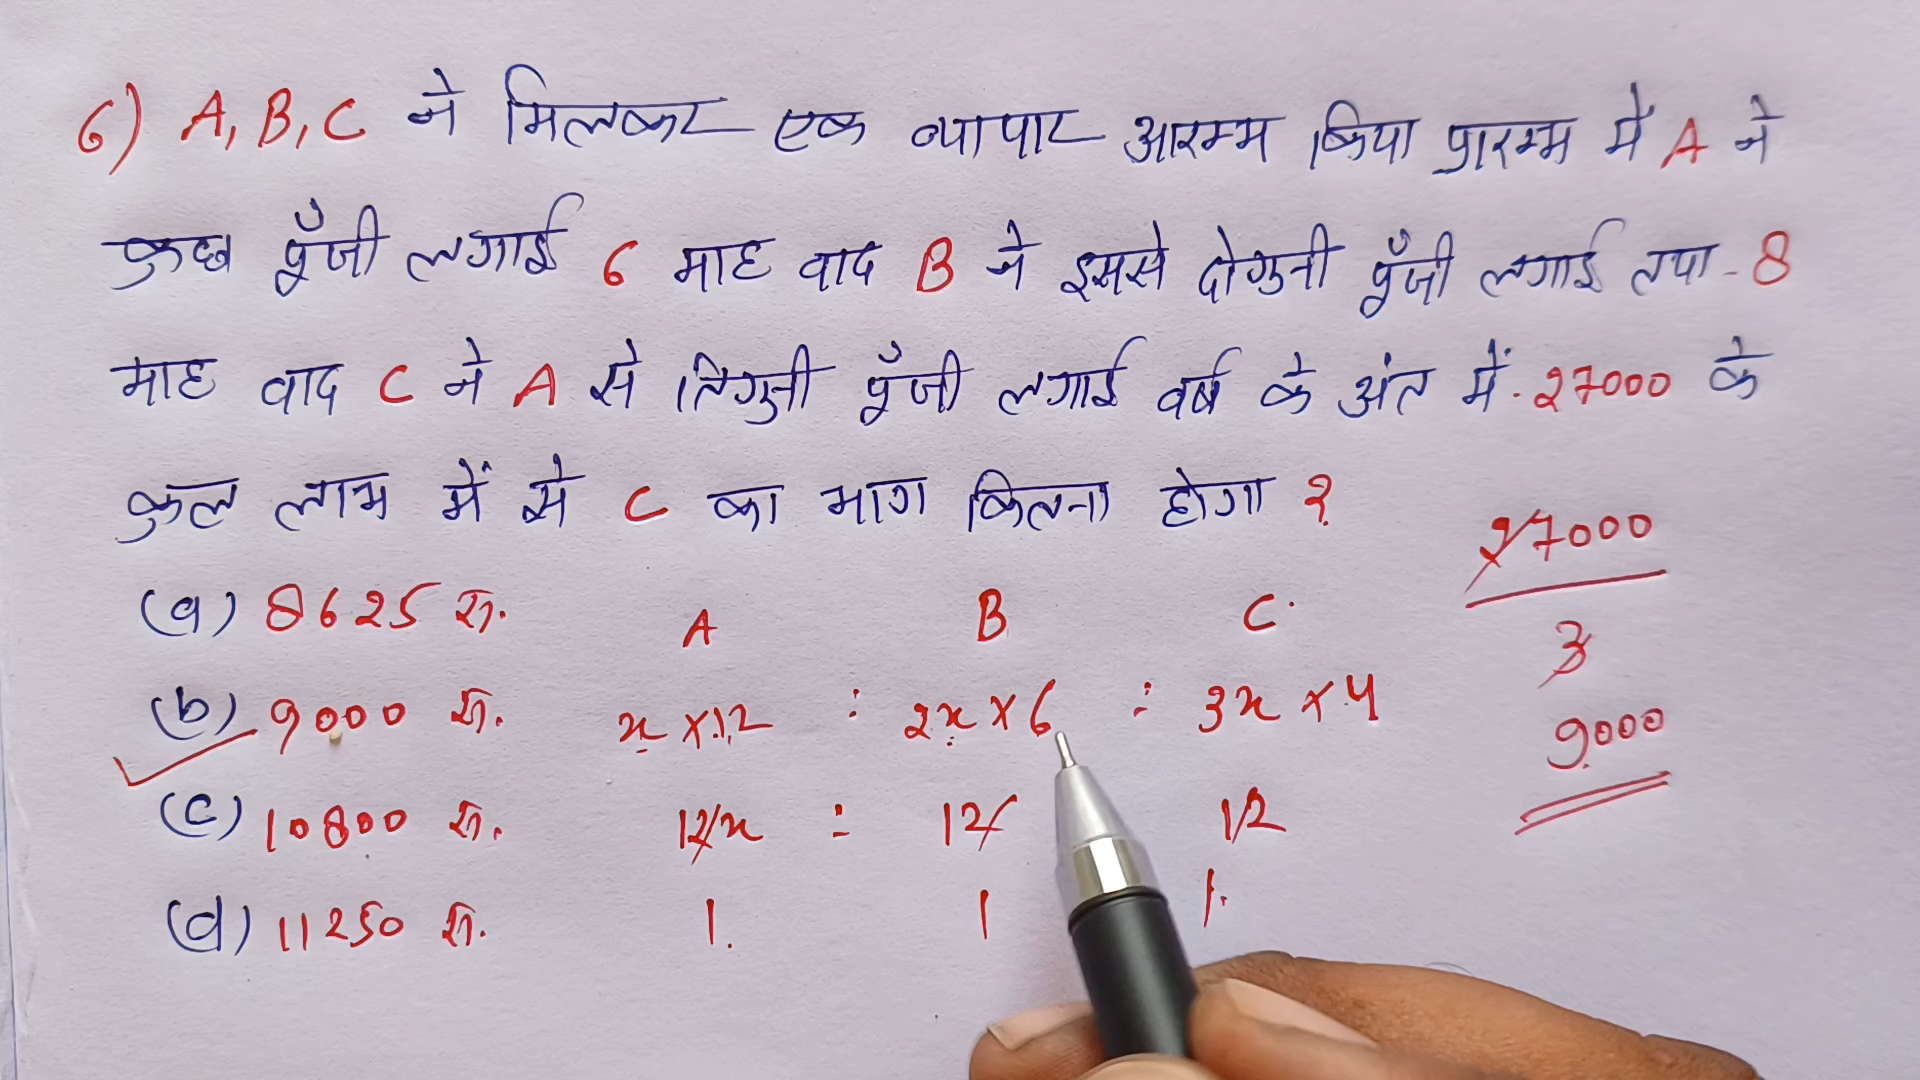 6) A, B, C ने मिलकर एक व्यापार आरम्भ किया प्रारम्भ में A ने
कुछ पूँजी लगाई 6 माह बाद B ने इससे दोगुनी पूँजी लगाई तथा - 8
माह बाद C ने A से तिगुनी पूँजी लगाई वर्ष के अंत में. 27000 के
कुल लाभ में से C का भाग कितना होगा ?
27000
3
9000
(a) 8625 रु.
(b) 9000 रु.
(c) 10800 रु.
(d) 11250 रु.
A B C
x × 12 : 2x × 6 : 3x × 4
12x : 12 12
1. 1 1.